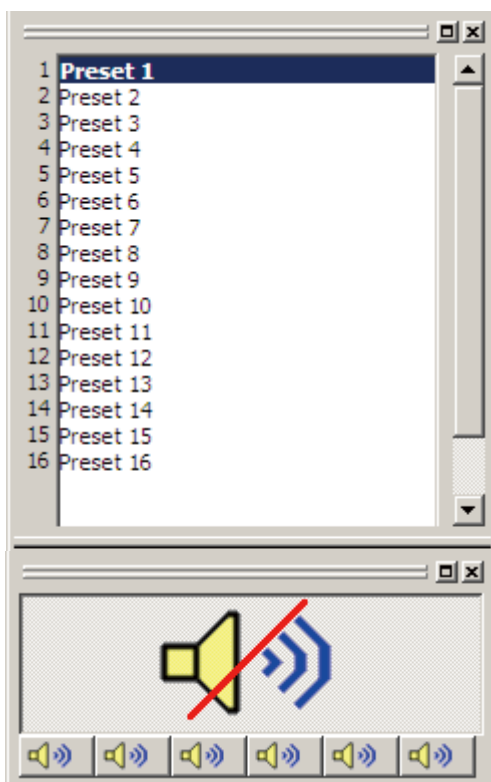 1 Preset 1
2 Preset 2
3 Preset 3
4 Preset 4
5 Preset 5
6 Preset 6
7 Preset 7
8 Preset 8
9 Preset 9
10 Preset 10
11 Preset 11
12 Preset 12
13 Preset 13
14 Preset 14
15 Preset 15
16 Preset 16